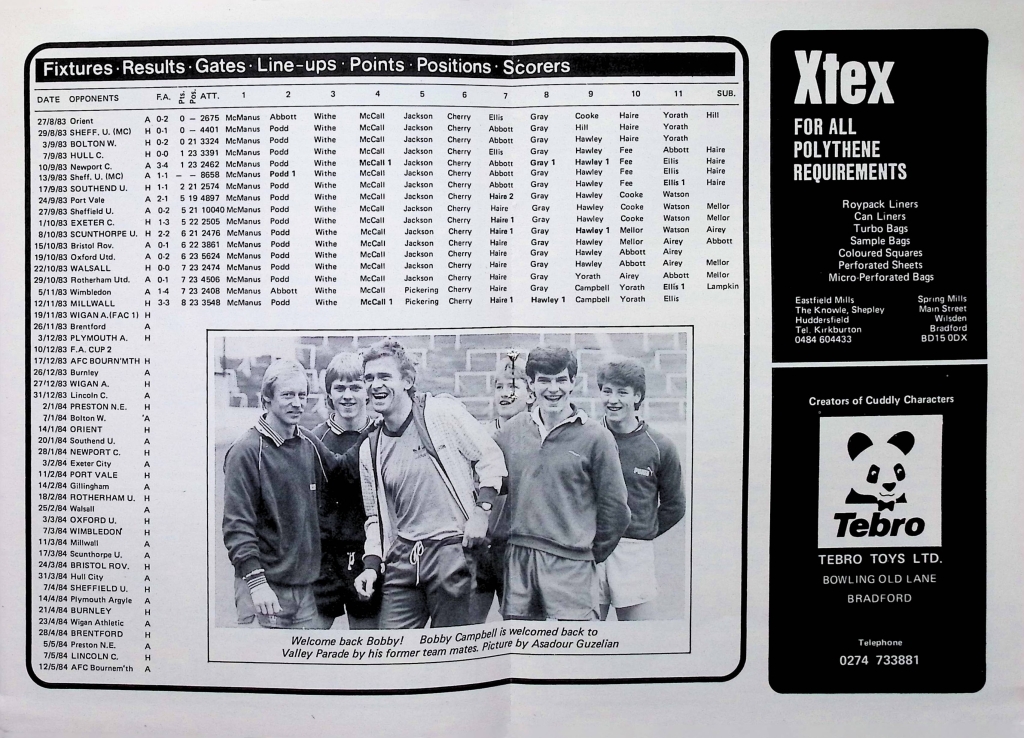 Fixtures · Results · Gates · Line-ups · Points · Positions · Scorers
DATE OPPONENTS F.A. Pts. Pos. ATT. 1 2 3 4 5 6 7 8 9 10 11 SUB.
27/8/83 Orient A 0-2 0 – 2675 McManus Abbott Withe McCall Jackson Cherry Ellis Gray Cooke Haire Yorath Hill
29/8/83 SHEFF. U. (MC) H 0-1 0 – 4401 McManus Podd Withe McCall Jackson Cherry Abbott Gray Hill Haire Yorath
3/9/83 BOLTON W. H 0-2 0 21 3324 McManus Podd Withe McCall Jackson Cherry Abbott Gray Hawley Haire Yorath
7/9/83 HULL C. H 0-0 1 23 3391 McManus Podd Withe McCall Jackson Cherry Ellis Gray Hawley Fee Abbott Haire
10/9/83 Newport C. A 3-4 1 23 2462 McManus Podd Withe McCall 1 Jackson Cherry Abbott Gray 1 Hawley 1 Fee Ellis Haire
13/9/83 Sheff. U. (MC) A 1-1 – – 8658 McManus Podd 1 Withe McCall Jackson Cherry Abbott Gray Hawley Fee Ellis Haire
17/9/83 SOUTHEND U. H 1-1 2 21 2574 McManus Podd Withe McCall Jackson Cherry Abbott Gray Hawley Fee Ellis 1 Haire
24/9/83 Port Vale A 2-1 5 19 4897 McManus Podd Withe McCall Jackson Cherry Haire 2 Gray Hawley Cooke Watson
27/9/83 Sheffield U. A 0-2 5 21 10040 McManus Podd Withe McCall Jackson Cherry Haire Gray Hawley Cooke Watson Mellor
1/10/83 EXETER C. H 1-3 5 22 2505 McManus Podd Withe McCall Jackson Cherry Haire 1 Gray Hawley Cooke Watson Mellor
8/10/83 SCUNTHORPE U. H 2-2 6 21 2476 McManus Podd Withe McCall Jackson Cherry Haire 1 Gray Hawley 1 Mellor Watson Airey
15/10/83 Bristol Rov. A 0-1 6 22 3861 McManus Podd Withe McCall Jackson Cherry Haire Gray Hawley Mellor Airey Abbott
19/10/83 Oxford Utd. A 0-2 6 23 5624 McManus Podd Withe McCall Jackson Cherry Haire Gray Hawley Abbott Airey
22/10/83 WALSALL H 0-0 7 23 2474 McManus Podd Withe McCall Jackson Cherry Haire Gray Hawley Abbott Airey Mellor
29/10/83 Rotherham Utd. A 0-1 7 23 4506 McManus Podd Withe McCall Jackson Cherry Haire Gray Yorath Airey Abbott Mellor
5/11/83 Wimbledon A 1-4 7 23 2408 McManus Abbott Withe McCall Pickering Cherry Haire Gray Campbell Yorath Ellis 1 Lampkin
12/11/83 MILLWALL H 3-3 8 23 3548 McManus Podd Withe McCall 1 Pickering Cherry Haire 1 Hawley 1 Campbell Yorath Ellis
19/11/83 WIGAN A.(FAC 1) H
26/11/83 Brentford A
3/12/83 PLYMOUTH A. H
10/12/83 F.A. CUP 2
17/12/83 AFC BOURN'MTH H
26/12/83 Burnley A
27/12/83 WIGAN A. H
31/12/83 Lincoln C. A
2/1/84 PRESTON N.E. H
7/1/84 Bolton W. 'A
14/1/84 ORIENT H
20/1/84 Southend U. A
28/1/84 NEWPORT C. H
3/2/84 Exeter City A
11/2/84 PORT VALE H
14/2/84 Gillingham A
18/2/84 ROTHERHAM U. H
25/2/84 Walsall A
3/3/84 OXFORD U. H
7/3/84 WIMBLEDON H
11/3/84 Millwall A
17/3/84 Scunthorpe U. A
24/3/84 BRISTOL ROV. H
31/3/84 Hull City A
7/4/84 SHEFFIELD U. H
14/4/84 Plymouth Argyle A
21/4/84 BURNLEY H
23/4/84 Wigan Athletic A
28/4/84 BRENTFORD H
5/5/84 Preston N.E. A
7/5/84 LINCOLN C. H
12/5/84 AFC Bournem'th A
Welcome back Bobby! Bobby Campbell is welcomed back to
Valley Parade by his former team mates. Picture by Asadour Guzelian
Xtex
FOR ALL
POLYTHENE
REQUIREMENTS
Roypack Liners
Can Liners
Turbo Bags
Sample Bags
Coloured Squares
Perforated Sheets
Micro-Perforated Bags
Eastfield Mills
The Knowle, Shepley
Huddersfield
Tel. Kirkburton
0484 604433
Spring Mills
Main Street
Wilsden
Bradford
BD15 0DX
Creators of Cuddly Characters
Tebro
TEBRO TOYS LTD.
BOWLING OLD LANE
BRADFORD
Telephone
0274 733881